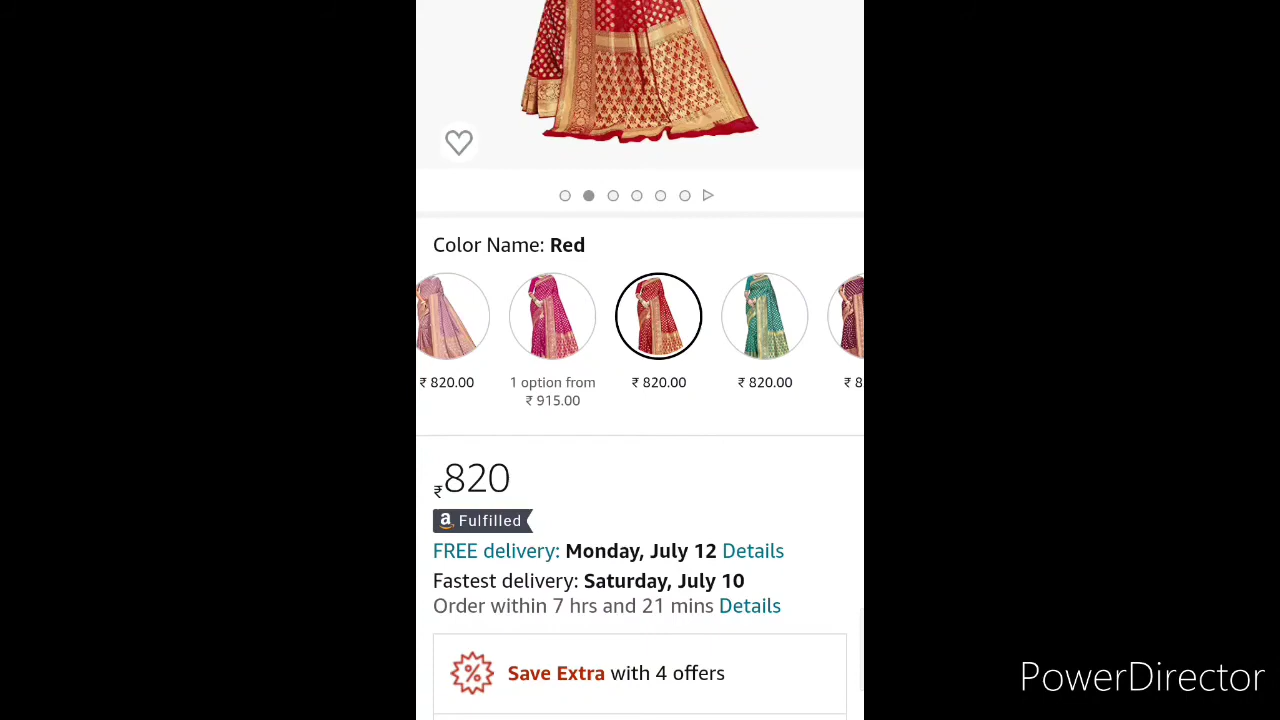 Color Name: Red
₹ 820.00
1 option from
₹ 915.00
₹ 820.00
₹ 820.00
₹ 8
₹820
a Fulfilled
FREE delivery: Monday, July 12 Details
Fastest delivery: Saturday, July 10
Order within 7 hrs and 21 mins Details
% Save Extra with 4 offers
PowerDirector